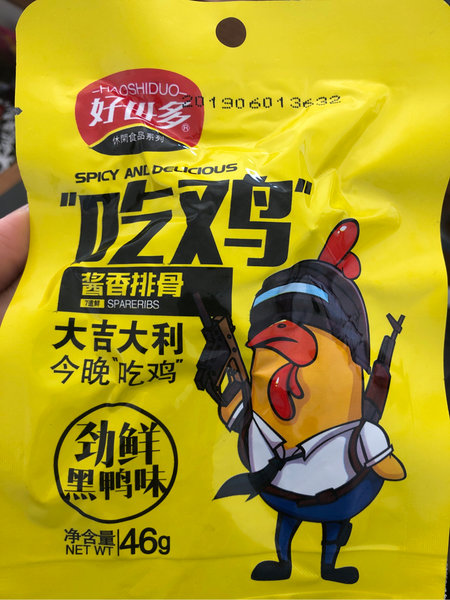 HAOSHIDUO
好世多®
休闲食品系列
201906013632
SPICY AND DELICIOUS
"吃鸡"
酱香排骨
SPARERIBS
大吉大利
今晚"吃鸡"
劲鲜
黑鸭味
净含量
NET WT
46g